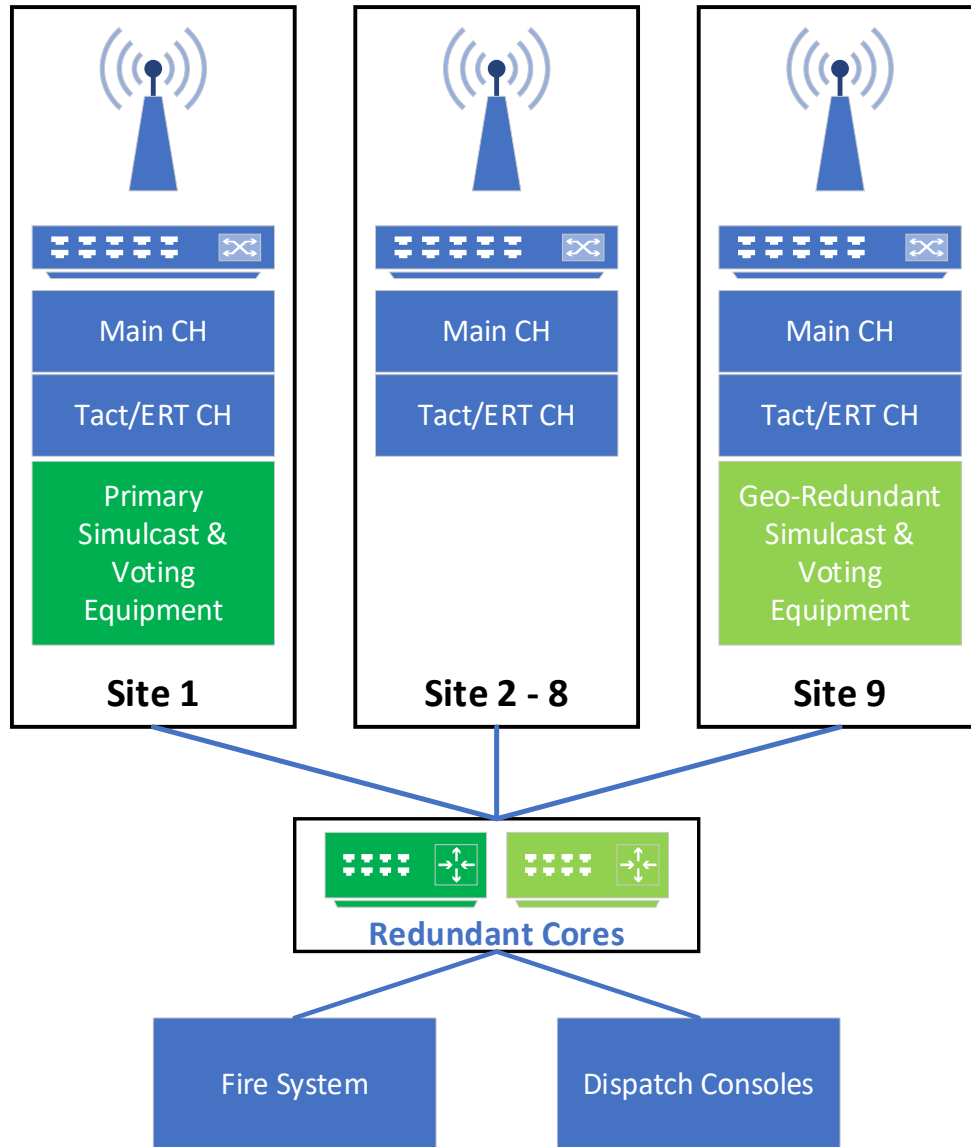 Main CH
Tact/ERT CH
Primary
Simulcast &
Voting
Equipment
Site 1
Main CH
Tact/ERT CH
Site 2 - 8
Main CH
Tact/ERT CH
Geo-Redundant
Simulcast &
Voting
Equipment
Site 9
Redundant Cores
Fire System
Dispatch Consoles